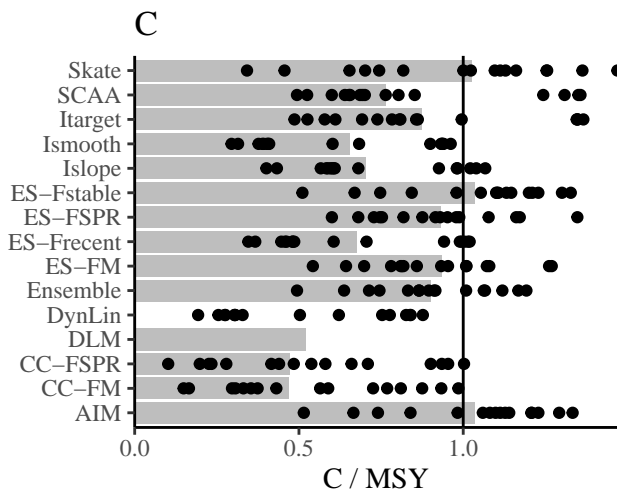 C
Skate
SCAA
Itarget
Ismooth
Islope
ES−Fstable
ES−FSPR
ES−Frecent
ES−FM
Ensemble
DynLin
DLM
CC−FSPR
CC−FM
AIM
0.0 0.5 1.0
C / MSY